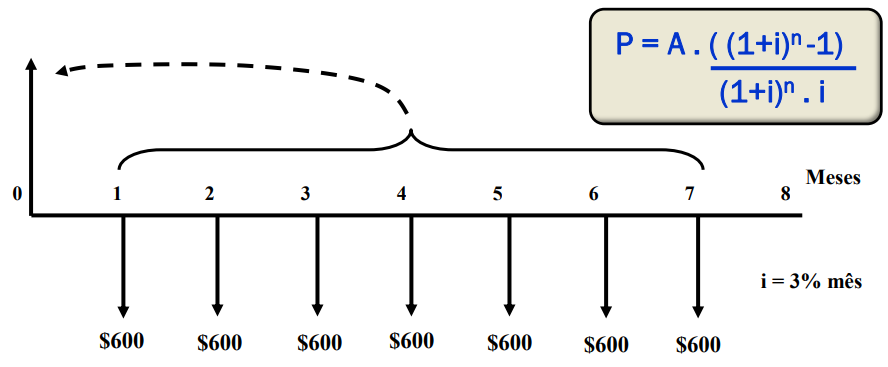 P = A . ( (1+i)ⁿ -1)
(1+i)ⁿ . i
Meses
0 1 2 3 4 5 6 7 8
i = 3% mês
$600 $600 $600 $600 $600 $600 $600